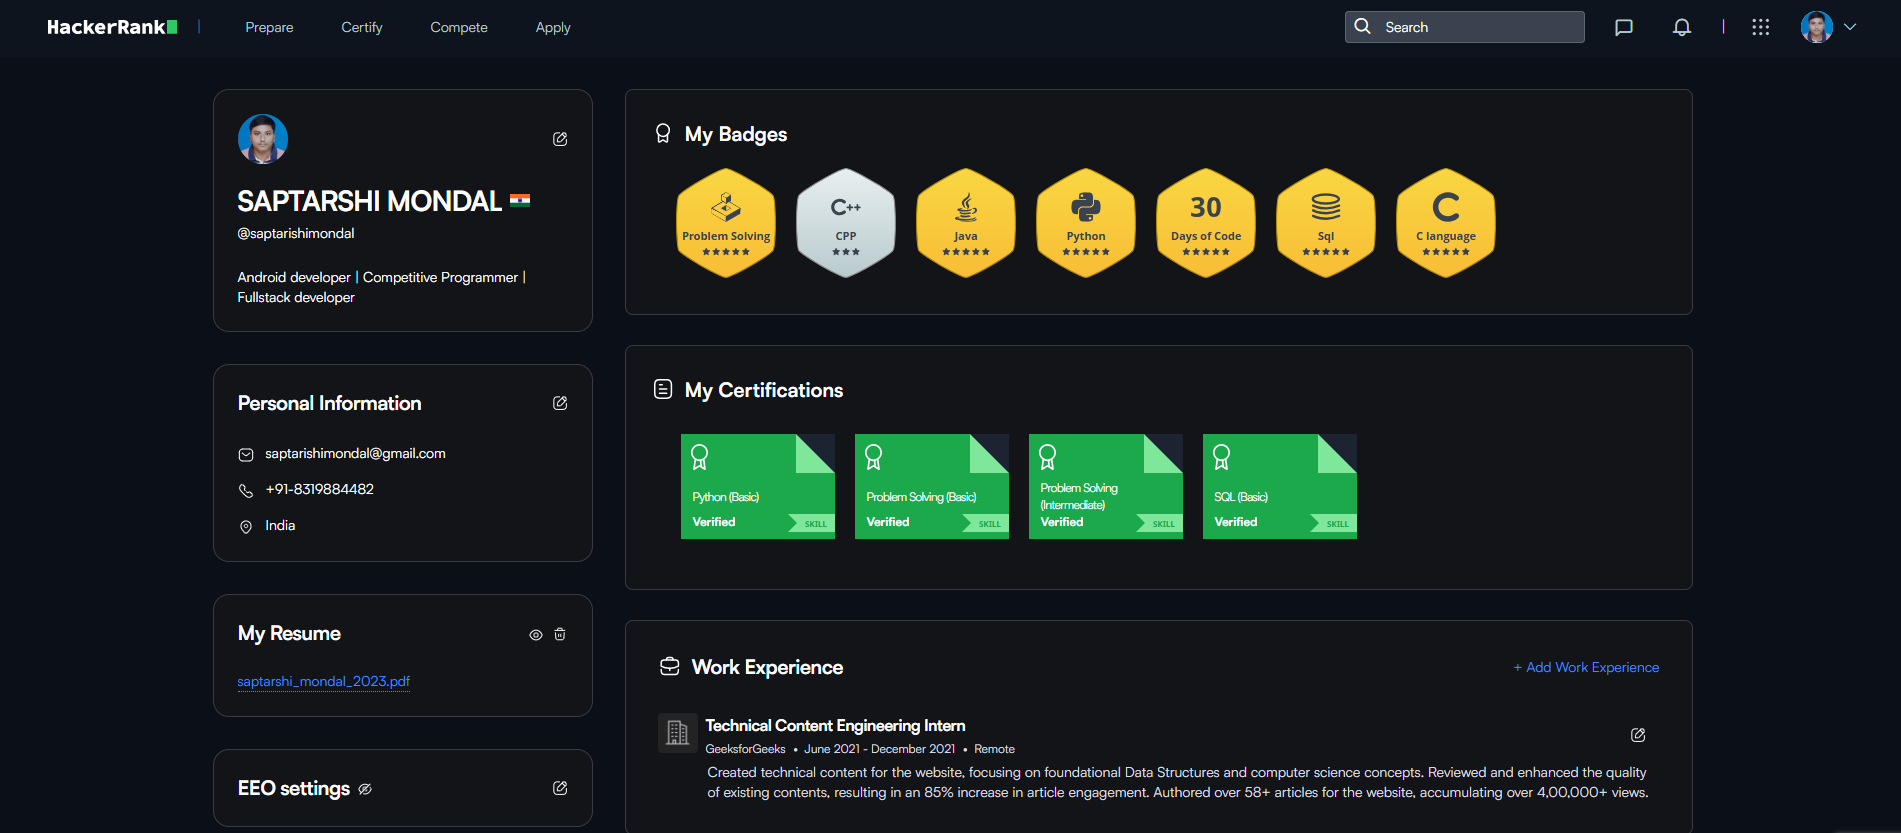 HackerRank
Prepare
Certify
Compete
Apply
Search
SAPTARSHI MONDAL
@saptarishimondal
Android developer | Competitive Programmer |
Fullstack developer
Personal Information
saptarishimondal@gmail.com
+91-8319884482
India
My Resume
saptarshi_mondal_2023.pdf
EEO settings
My Badges
Problem Solving
C++
CPP
Java
Python
30
Days of Code
Sql
C
C language
My Certifications
Python (Basic)
Verified
SKILL
Problem Solving (Basic)
Verified
SKILL
Problem Solving
(Intermediate)
Verified
SKILL
SQL (Basic)
Verified
SKILL
Work Experience
+ Add Work Experience
Technical Content Engineering Intern
GeeksforGeeks • June 2021 - December 2021 • Remote
Created technical content for the website, focusing on foundational Data Structures and computer science concepts. Reviewed and enhanced the quality
of existing contents, resulting in an 85% increase in article engagement. Authored over 58+ articles for the website, accumulating over 4,00,000+ views.